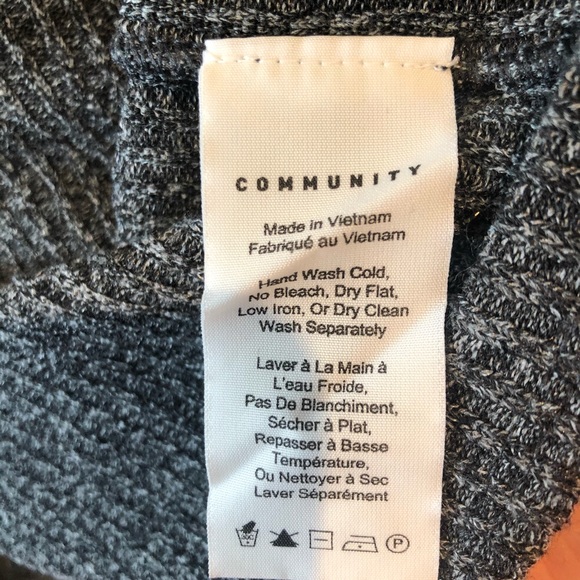 COMMUNITY
Made in Vietnam
Fabriqué au Vietnam
Hand Wash Cold,
No Bleach, Dry Flat,
Low Iron, Or Dry Clean
Wash Separately
Laver à La Main à
L'eau Froide,
Pas De Blanchiment,
Sécher à Plat,
Repasser à Basse
Température,
Ou Nettoyer à Sec
Laver Séparément
P